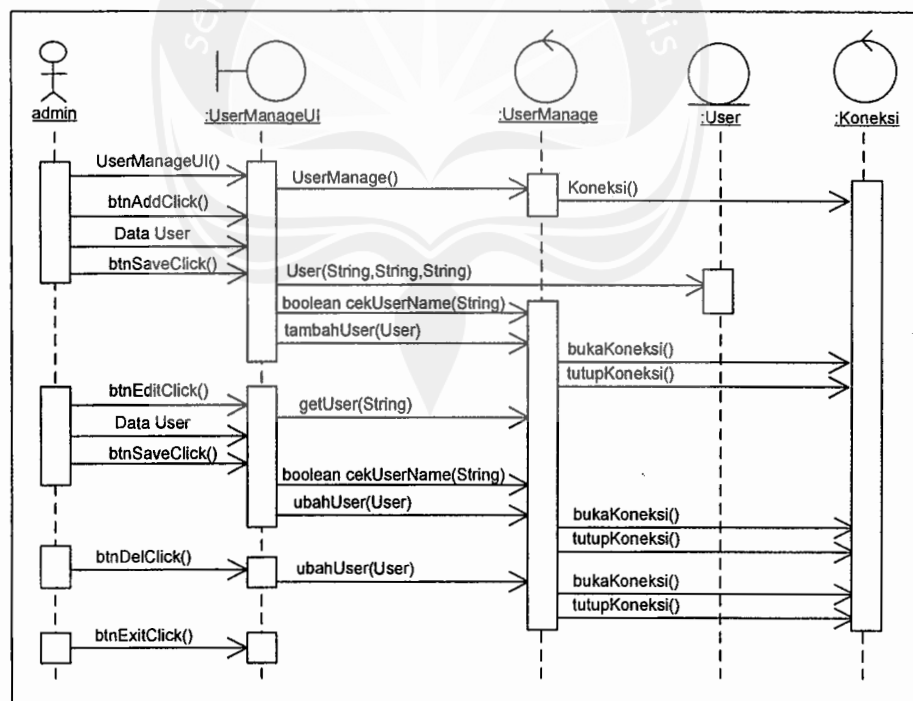 admin
:UserManageUI
:UserManage
:User
:Koneksi
UserManageUI()
UserManage()
Koneksi()
btnAddClick()
Data User
btnSaveClick()
User(String,String,String)
boolean cekUserName(String)
tambahUser(User)
bukaKoneksi()
tutupKoneksi()
btnEditClick()
getUser(String)
Data User
btnSaveClick()
boolean cekUserName(String)
ubahUser(User)
bukaKoneksi()
tutupKoneksi()
btnDelClick()
ubahUser(User)
bukaKoneksi()
tutupKoneksi()
btnExitClick()